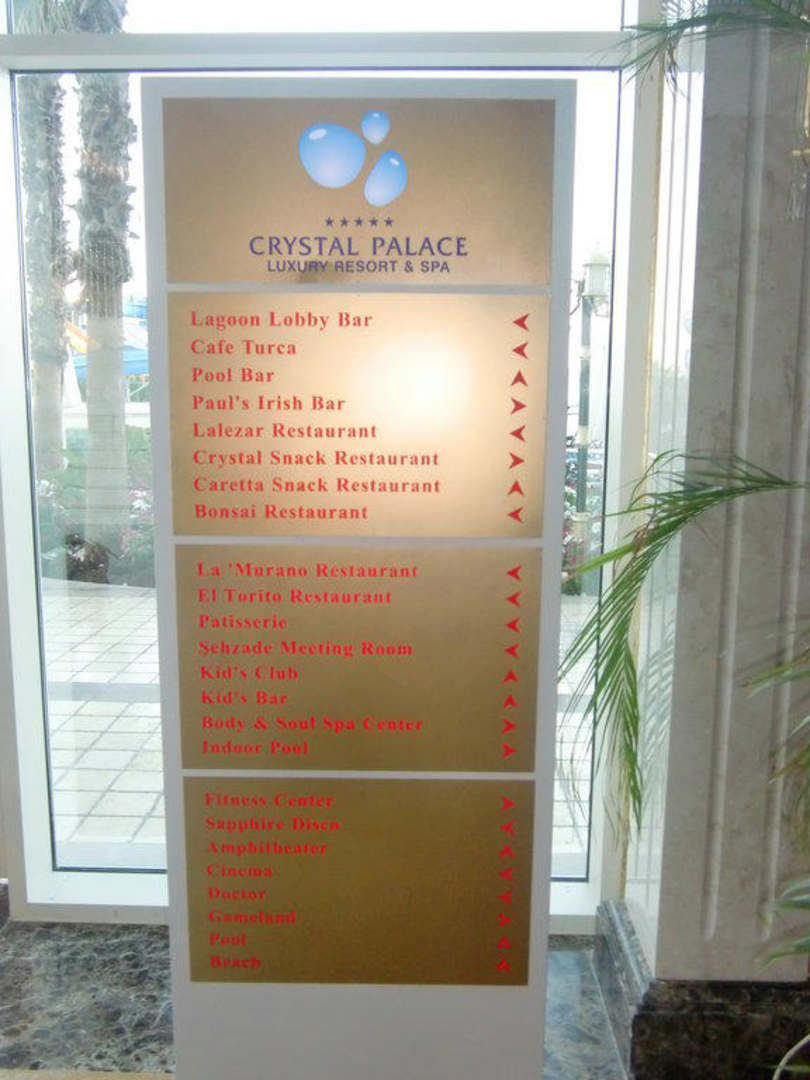 ★★★★★
CRYSTAL PALACE
LUXURY RESORT & SPA
Lagoon Lobby Bar
Cafe Turca
Pool Bar
Paul's Irish Bar
Lalezar Restaurant
Crystal Snack Restaurant
Caretta Snack Restaurant
Bonsai Restaurant
La 'Murano Restaurant
El Torito Restaurant
Patisserie
Şehzade Meeting Room
Kid's Club
Kid's Bar
Body & Soul Spa Center
Indoor Pool
Fitness Center
Sapphire Disco
Amphitheater
Cinema
Doctor
Gameland
Pool
Beach